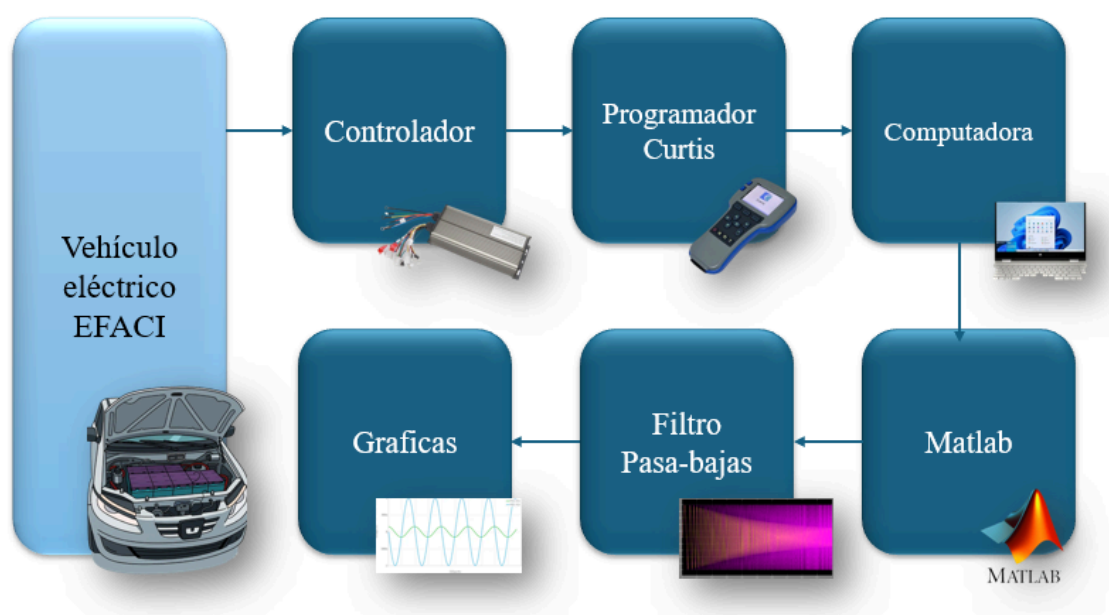 Vehículo
eléctrico
EFACI
Controlador
Programador
Curtis
Computadora
Graficas
Filtro
Pasa-bajas
Matlab
MATLAB